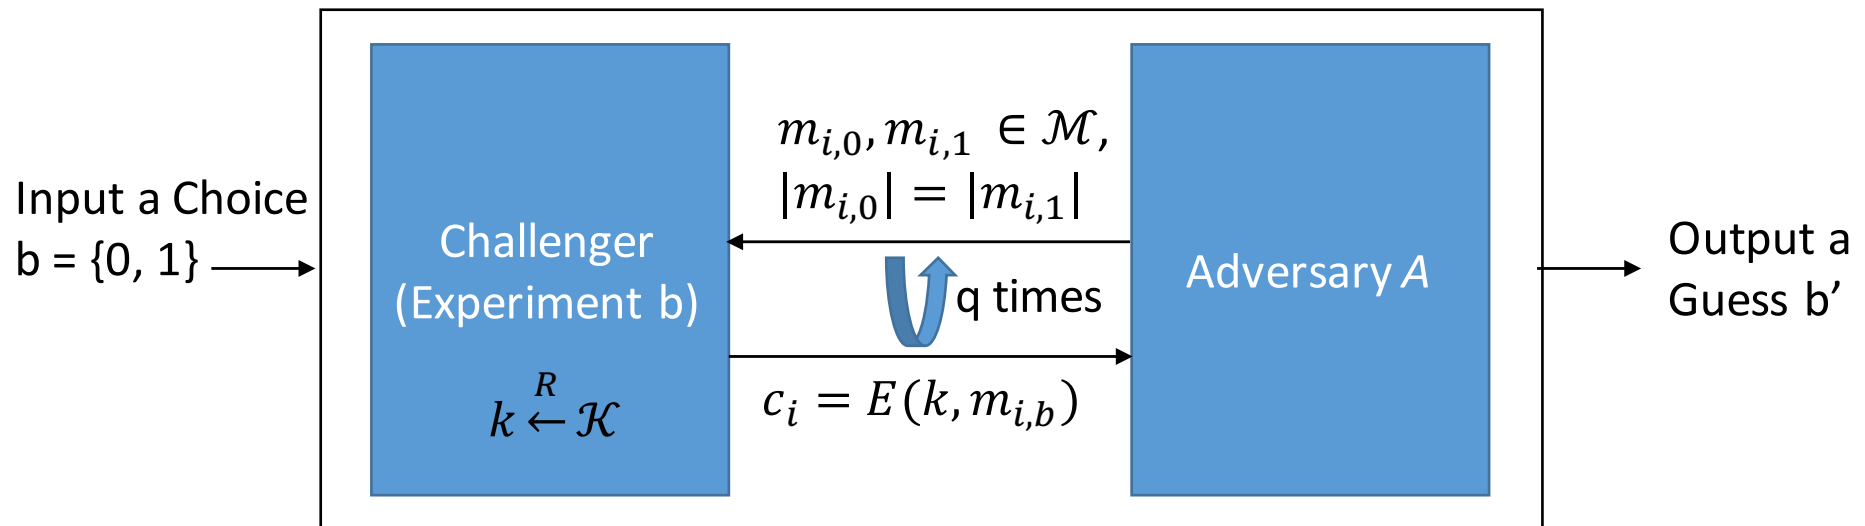 Input a Choice
b = {0, 1}
Challenger
(Experiment b)
k ←ᴿ 𝒦
m_{i,0}, m_{i,1} ∈ ℳ,
|m_{i,0}| = |m_{i,1}|
q times
c_i = E(k, m_{i,b})
Adversary A
Output a
Guess b’